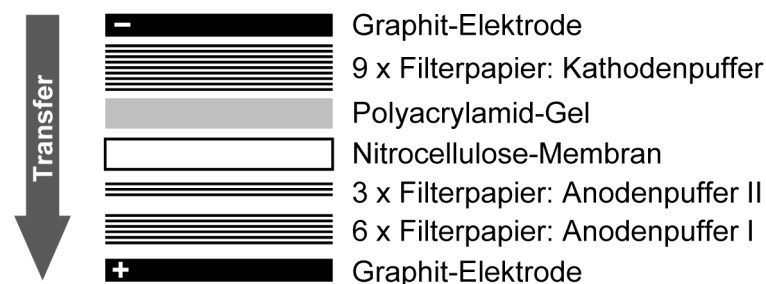 Transfer
−
Graphit-Elektrode
9 x Filterpapier: Kathodenpuffer
Polyacrylamid-Gel
Nitrocellulose-Membran
3 x Filterpapier: Anodenpuffer II
6 x Filterpapier: Anodenpuffer I
+
Graphit-Elektrode